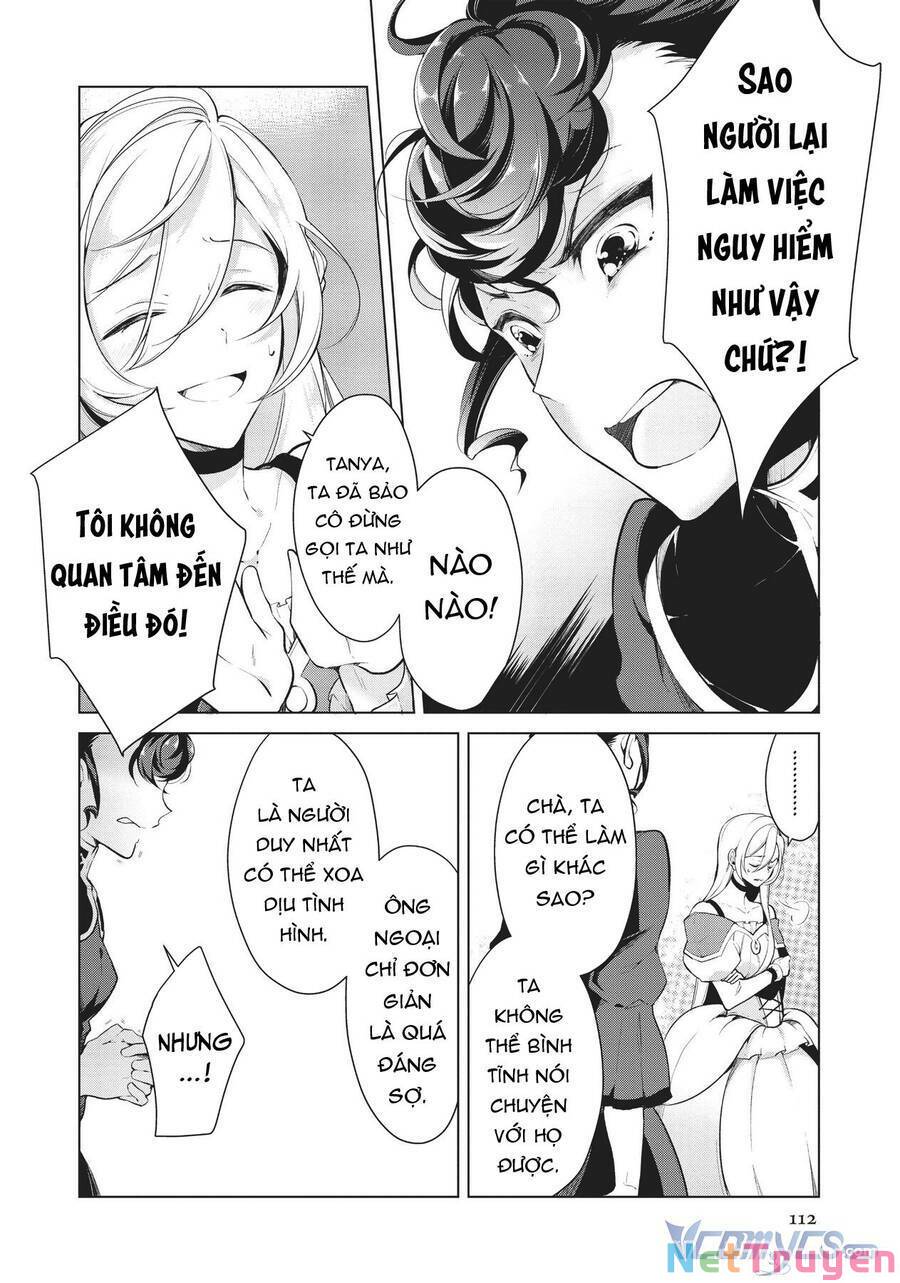 SAO
NGƯỜI LẠI
LÀM VIỆC
NGUY HIỂM
NHƯ VẬY
CHỨ?!
NÀO
NÀO!
TANYA,
TA ĐÃ BẢO
CÔ ĐỪNG
GỌI TA NHƯ
THẾ MÀ.
TÔI KHÔNG
QUAN TÂM ĐẾN
ĐIỀU ĐÓ!
..........
CHÀ, TA
CÓ THỂ LÀM
GÌ KHÁC
SAO?
TA
KHÔNG
THỂ BÌNH
TĨNH NÓI
CHUYỆN
VỚI HỌ
ĐƯỢC.
ÔNG
NGOẠI
CHỈ ĐƠN
GIẢN
LÀ QUÁ
ĐÁNG
SỢ.
TA
LÀ NGƯỜI
DUY NHẤT
CÓ THỂ XOA
DỊU TÌNH
HÌNH.
NHƯNG
...!
112
NetTruyen